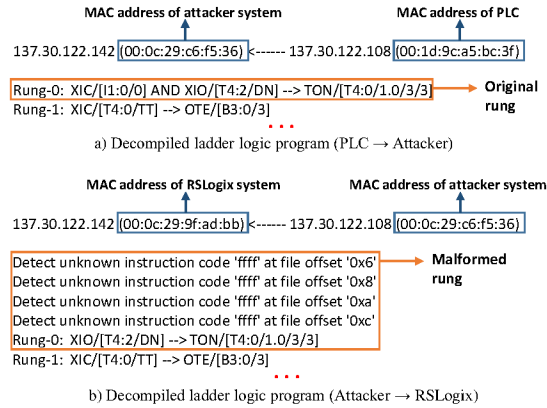 MAC address of attacker system MAC address of PLC
137.30.122.142 (00:0c:29:c6:f5:36) <------ 137.30.122.108 (00:1d:9c:a5:bc:3f)
Rung-0: XIC/[I1:0/0] AND XIO/[T4:2/DN] --> TON/[T4:0/1.0/3/3] Original rung
Rung-1: XIC/[T4:0/TT] --> OTE/[B3:0/3]
...
a) Decompiled ladder logic program (PLC → Attacker)
MAC address of RSLogix system MAC address of attacker system
137.30.122.142 (00:0c:29:9f:ad:bb) <------ 137.30.122.108 (00:0c:29:c6:f5:36)
Detect unknown instruction code 'ffff' at file offset '0x6' Malformed rung
Detect unknown instruction code 'ffff' at file offset '0x8'
Detect unknown instruction code 'ffff' at file offset '0xa'
Detect unknown instruction code 'ffff' at file offset '0xc'
Rung-0: XIO/[T4:2/DN] --> TON/[T4:0/1.0/3/3]
Rung-1: XIC/[T4:0/TT] --> OTE/[B3:0/3]
...
b) Decompiled ladder logic program (Attacker → RSLogix)